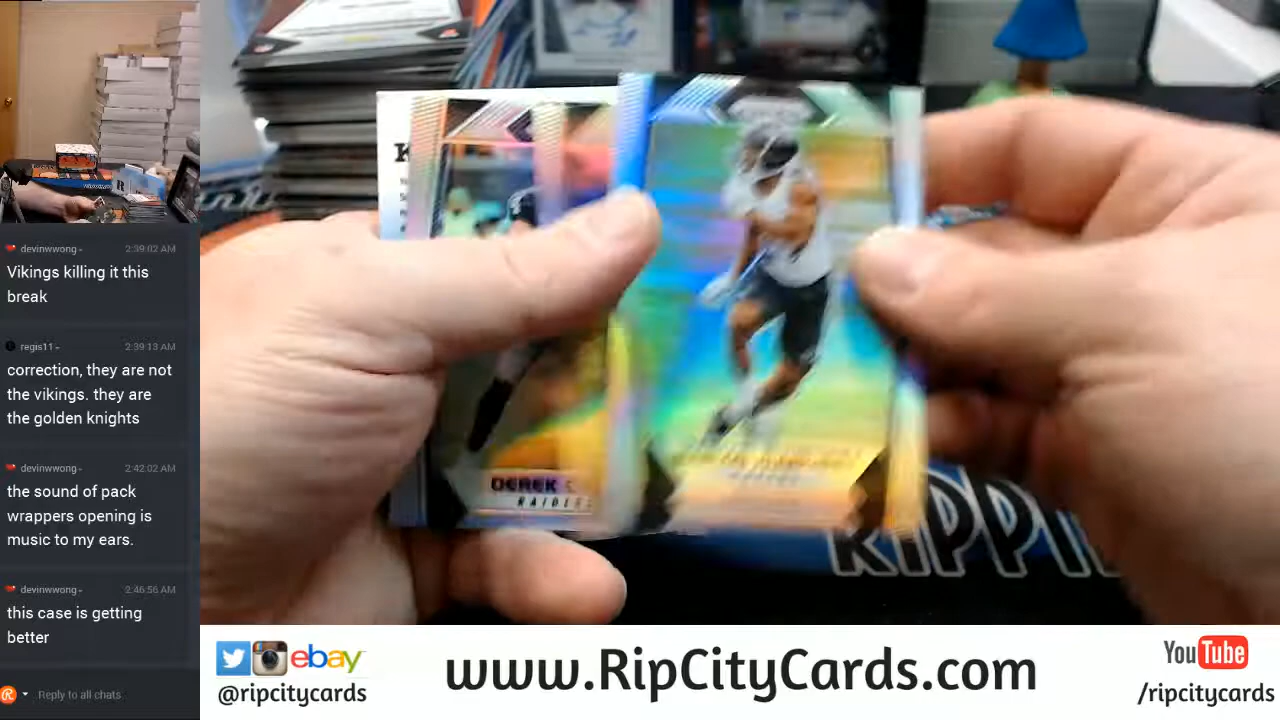 devinwwong
2:39:02 AM
Vikings killing it this
break
regis11
2:39:13 AM
correction, they are not
the vikings. they are
the golden knights
devinwwong
2:42:02 AM
the sound of pack
wrappers opening is
music to my ears.
devinwwong
2:46:56 AM
this case is getting
better
Reply to all chats
K
DEREK
RAIDERS
RIPPI
ebay
@ripcitycards
www.RipCityCards.com
YouTube
/ripcitycards